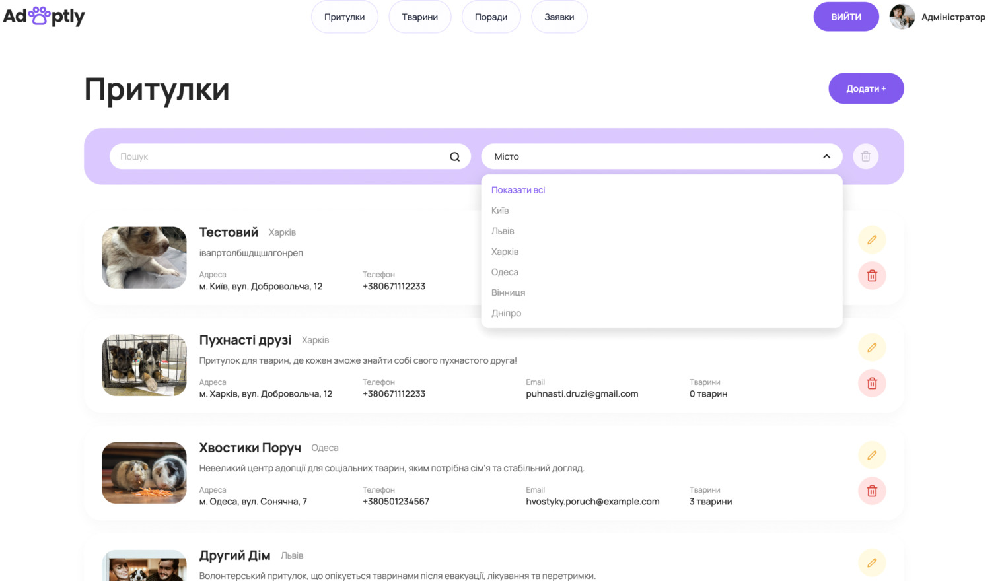 Adoptly
Притулки
Тварини
Поради
Заявки
ВИЙТИ
Адміністратор
Притулки
Додати +
Пошук
Місто
Показати всі
Київ
Львів
Харків
Одеса
Вінниця
Дніпро
Тестовий Харків
івапртолбшдщшлгонреп
Адреса Телефон
м. Київ, вул. Добровольча, 12 +380671112233
Пухнасті друзі Харків
Притулок для тварин, де кожен зможе знайти собі свого пухнастого друга!
Адреса Телефон Email Тварини
м. Харків, вул. Добровольча, 12 +380671112233 puhnasti.druzi@gmail.com 0 тварин
Хвостики Поруч Одеса
Невеликий центр адопції для соціальних тварин, яким потрібна сім'я та стабільний догляд.
Адреса Телефон Email Тварини
м. Одеса, вул. Сонячна, 7 +380501234567 hvostyky.poruch@example.com 3 тварини
Другий Дім Львів
Волонтерський притулок, що опікується тваринами після евакуації, лікування та перетримки.